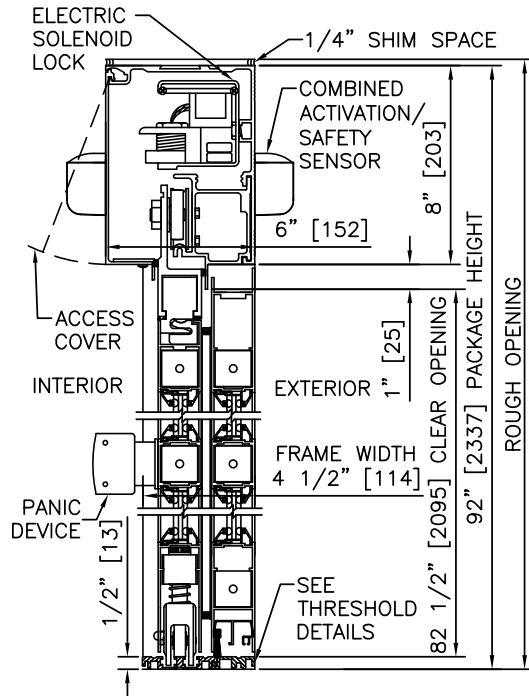 ELECTRIC
SOLENOID
LOCK
1/4” SHIM SPACE
COMBINED
ACTIVATION/
SAFETY
SENSOR
8” [203]
6” [152]
ACCESS
COVER
INTERIOR
EXTERIOR
1” [25]
FRAME WIDTH
4 1/2” [114]
PANIC
DEVICE
1/2” [13]
SEE
THRESHOLD
DETAILS
82 1/2” [2095] CLEAR OPENING
92” [2337] PACKAGE HEIGHT
ROUGH OPENING